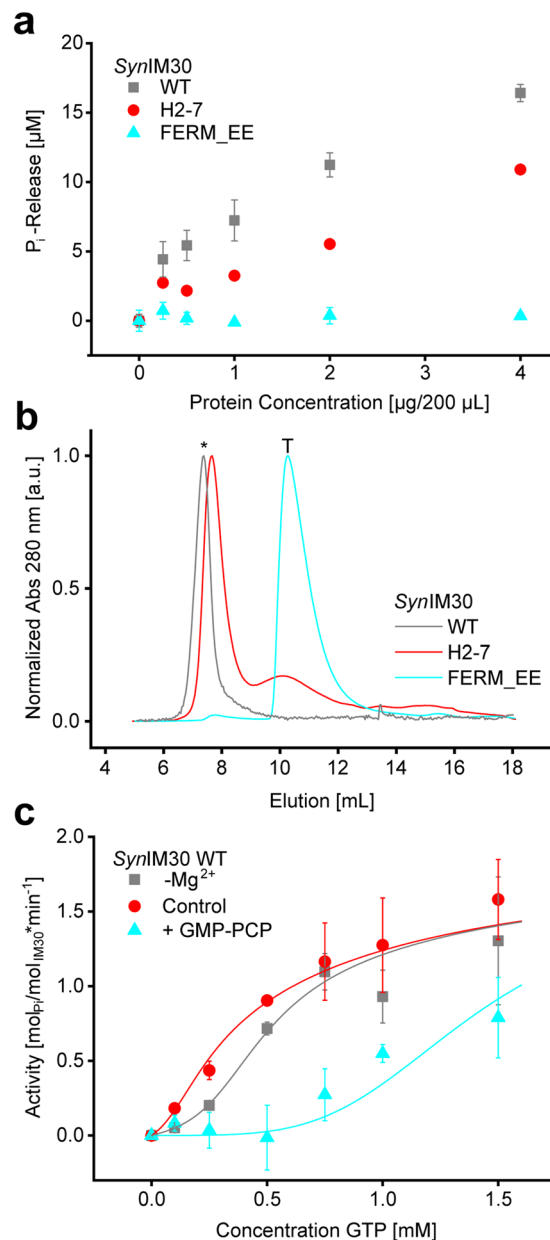 a
SynIM30
WT
H2-7
FERM_EE
20
15
10
5
0
Pi -Release [µM]
0 1 2 3 4
Protein Concentration [µg/200 µL]
b
* T
1.0
0.5
0.0
Normalized Abs 280 nm [a.u.]
SynIM30
WT
H2-7
FERM_EE
4 6 8 10 12 14 16 18
Elution [mL]
c
SynIM30 WT
-Mg²⁺
Control
+ GMP-PCP
2.0
1.5
1.0
0.5
0.0
Activity [molPi/molIM30*min⁻¹]
0.0 0.5 1.0 1.5
Concentration GTP [mM]